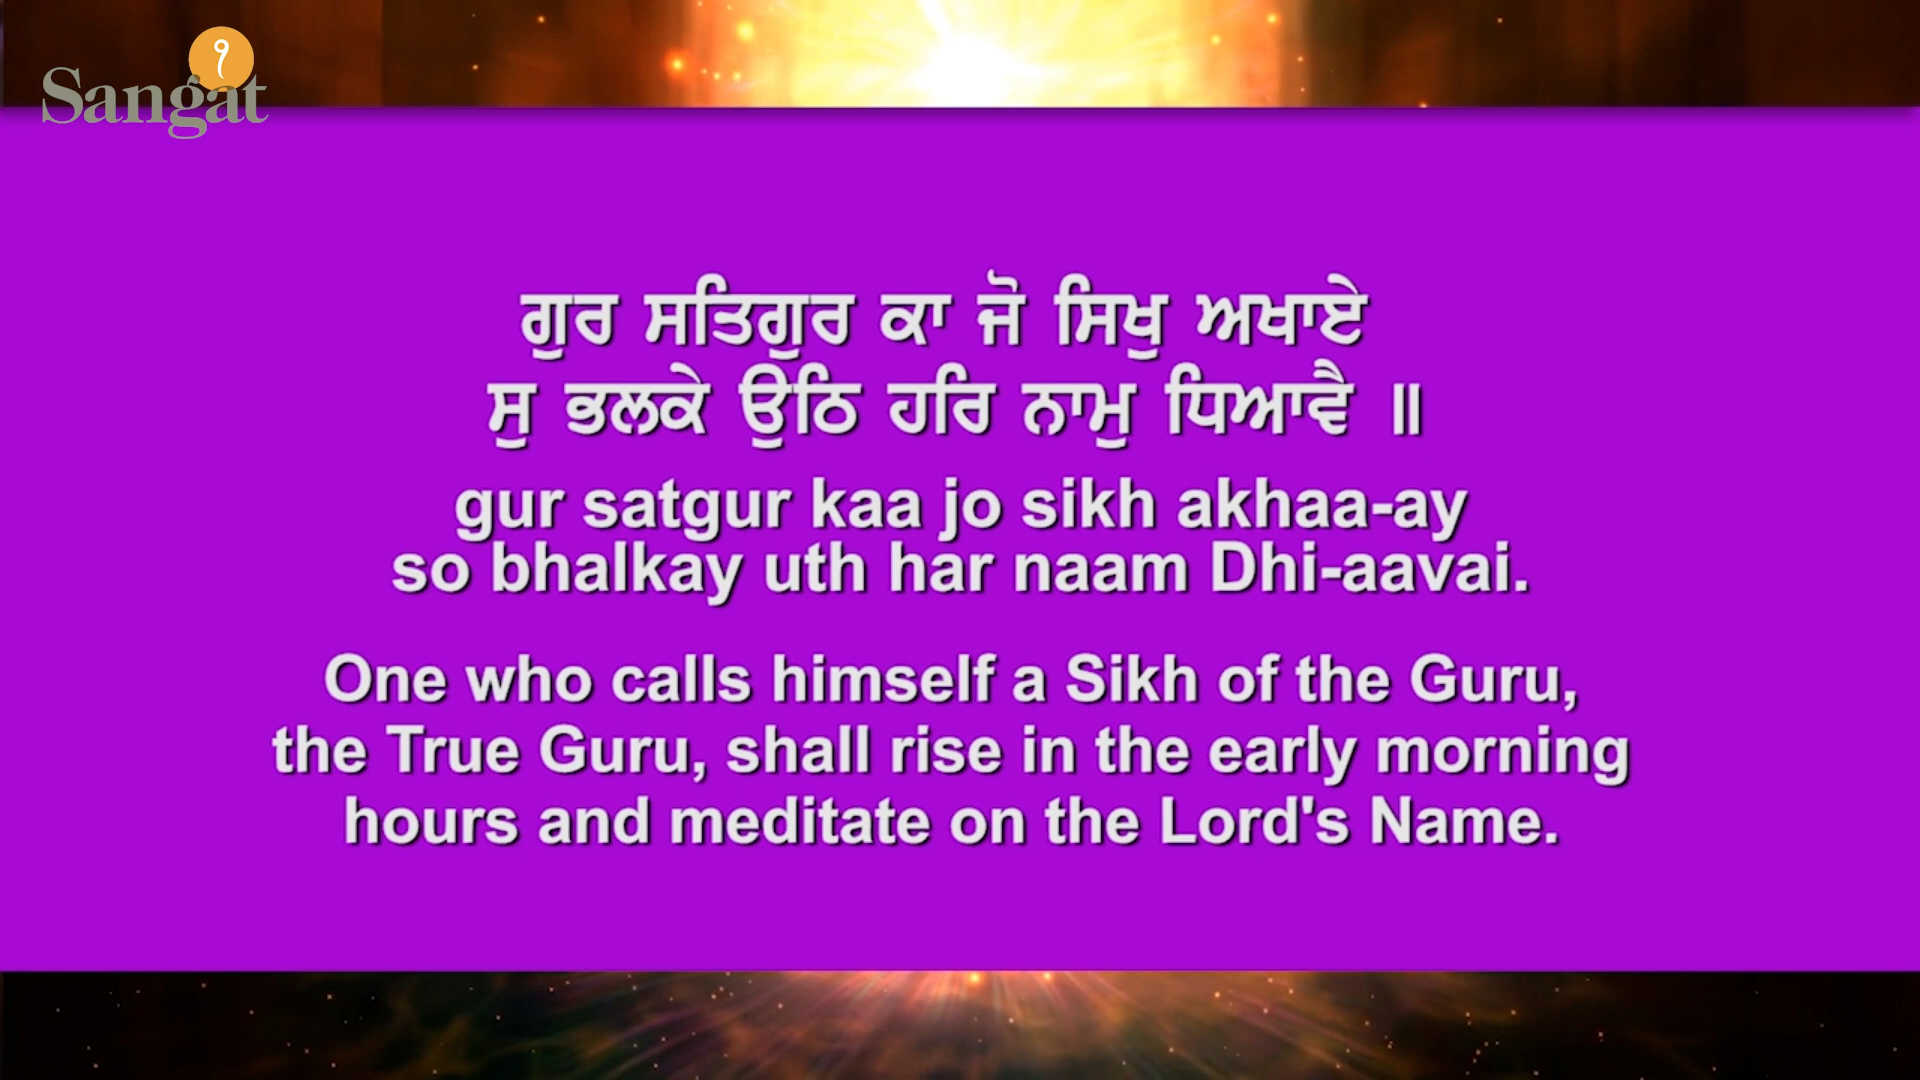 ੧
Sangat
ਗੁਰ ਸਤਿਗੁਰ ਕਾ ਜੋ ਸਿਖੁ ਅਖਾਏ
ਸੁ ਭਲਕੇ ਉਠਿ ਹਰਿ ਨਾਮੁ ਧਿਆਵੈ ॥
gur satgur kaa jo sikh akhaa-ay
so bhalkay uth har naam Dhi-aavai.
One who calls himself a Sikh of the Guru,
the True Guru, shall rise in the early morning
hours and meditate on the Lord's Name.